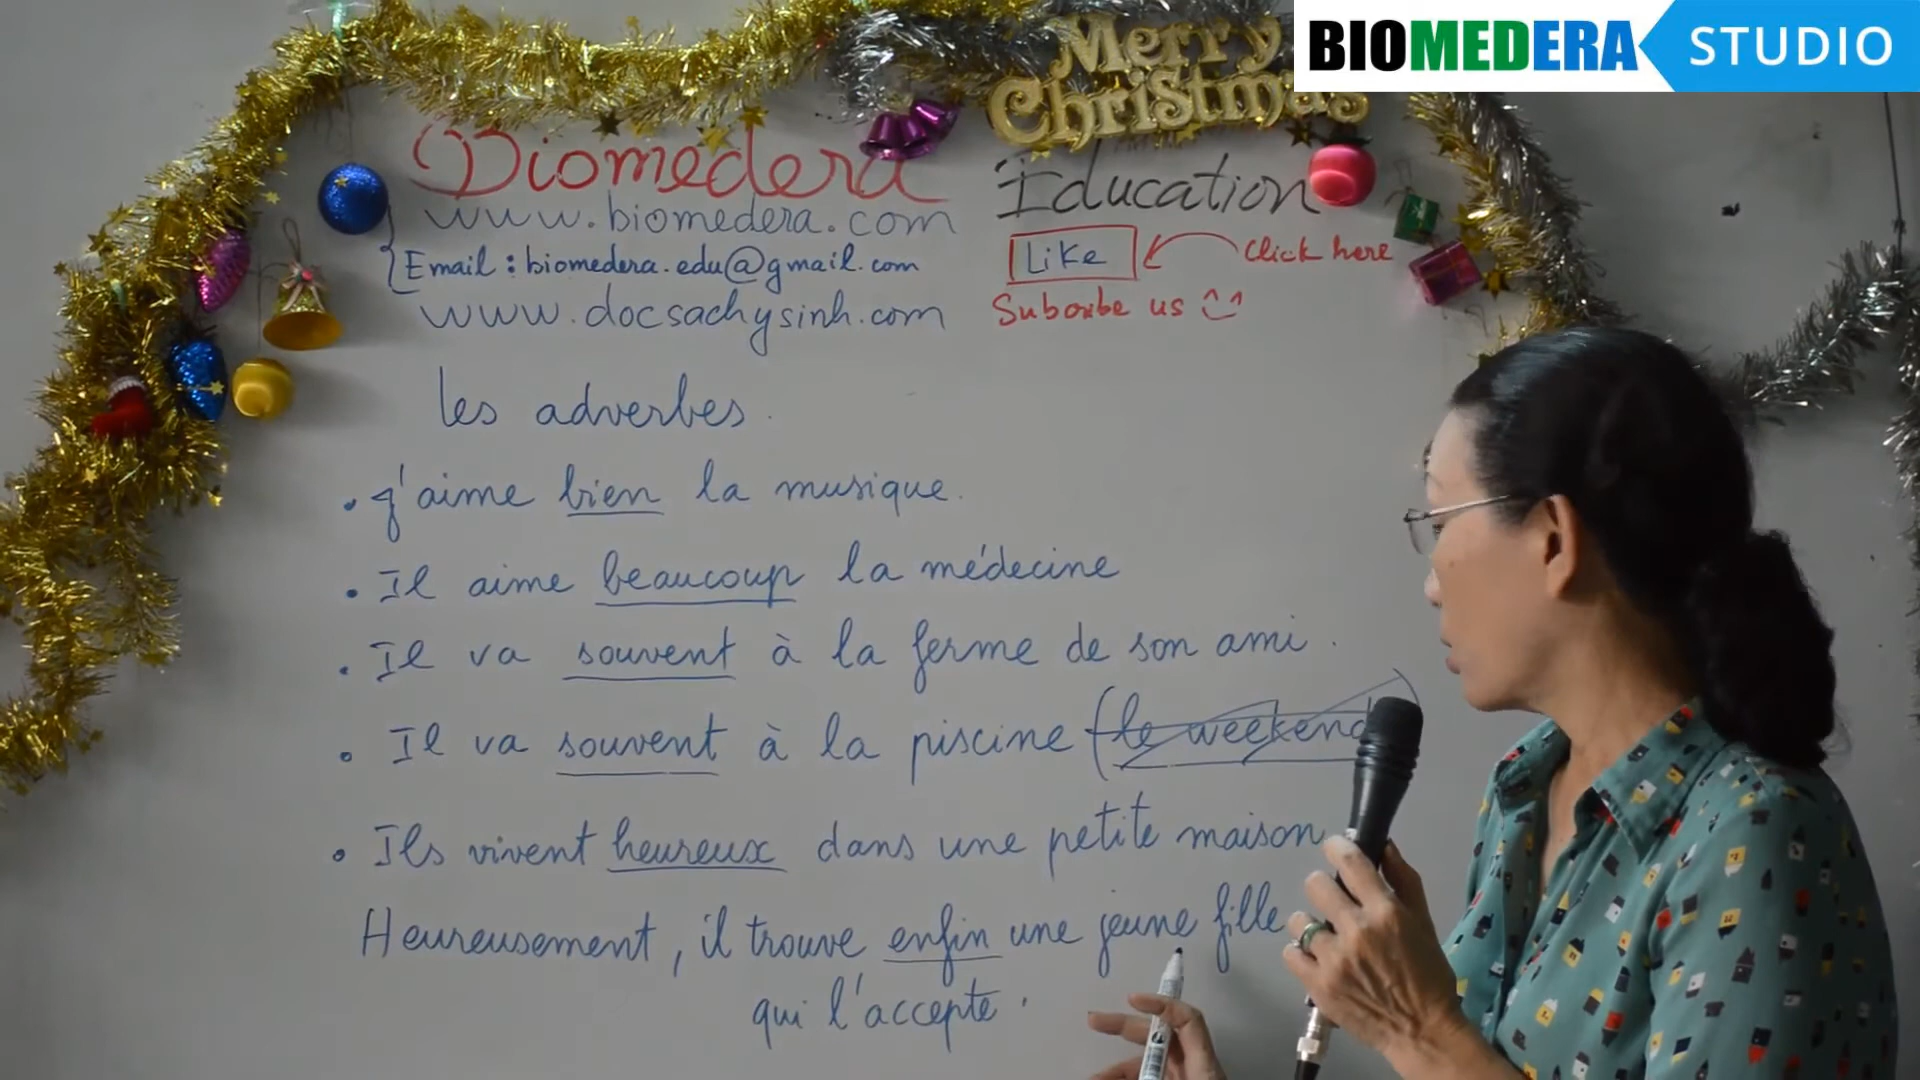 BIOMEDERA STUDIO
Merry
Christmas
Biomedera Education
www.biomedera.com
Email : biomedera.edu@gmail.com
Like Click here
www.docsachysinh.com
Subcribe us
les adverbes.
• J'aime bien la musique.
• Il aime beaucoup la médecine
• Il va souvent à la ferme de son ami.
• Il va souvent à la piscine (le weekend
• Ils vivent heureux dans une petite maison
Heureusement, il trouve enfin une jeune fille
qui l'accepte.